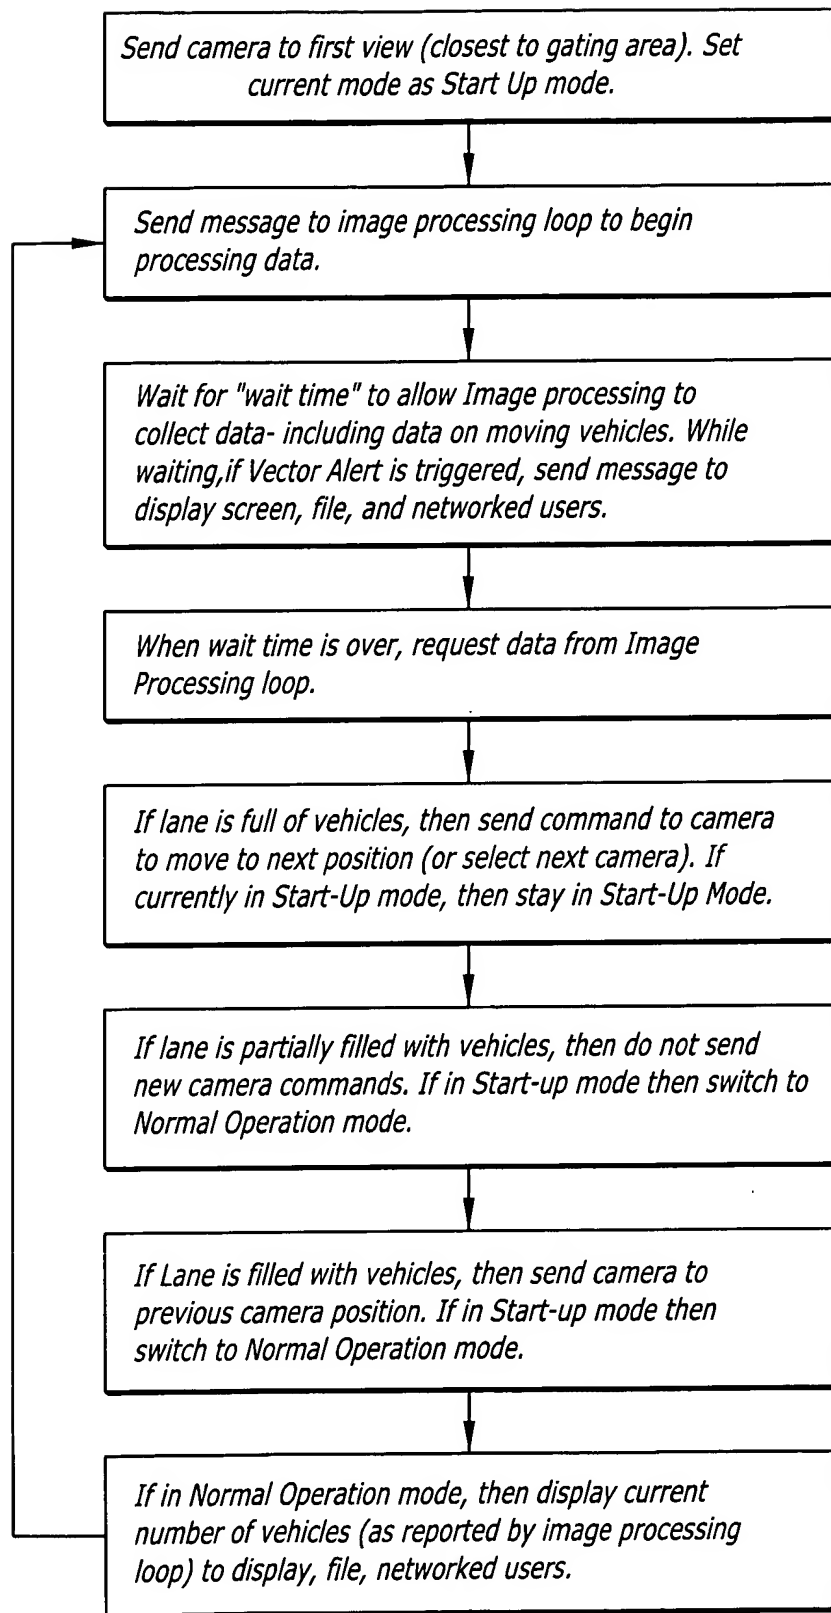 Send camera to first view (closest to gating area). Set
current mode as Start Up mode.
Send message to image processing loop to begin
processing data.
Wait for "wait time" to allow Image processing to
collect data- including data on moving vehicles. While
waiting,if Vector Alert is triggered, send message to
display screen, file, and networked users.
When wait time is over, request data from Image
Processing loop.
If lane is full of vehicles, then send command to camera
to move to next position (or select next camera). If
currently in Start-Up mode, then stay in Start-Up Mode.
If lane is partially filled with vehicles, then do not send
new camera commands. If in Start-up mode then switch to
Normal Operation mode.
If Lane is filled with vehicles, then send camera to
previous camera position. If in Start-up mode then
switch to Normal Operation mode.
If in Normal Operation mode, then display current
number of vehicles (as reported by image processing
loop) to display, file, networked users.